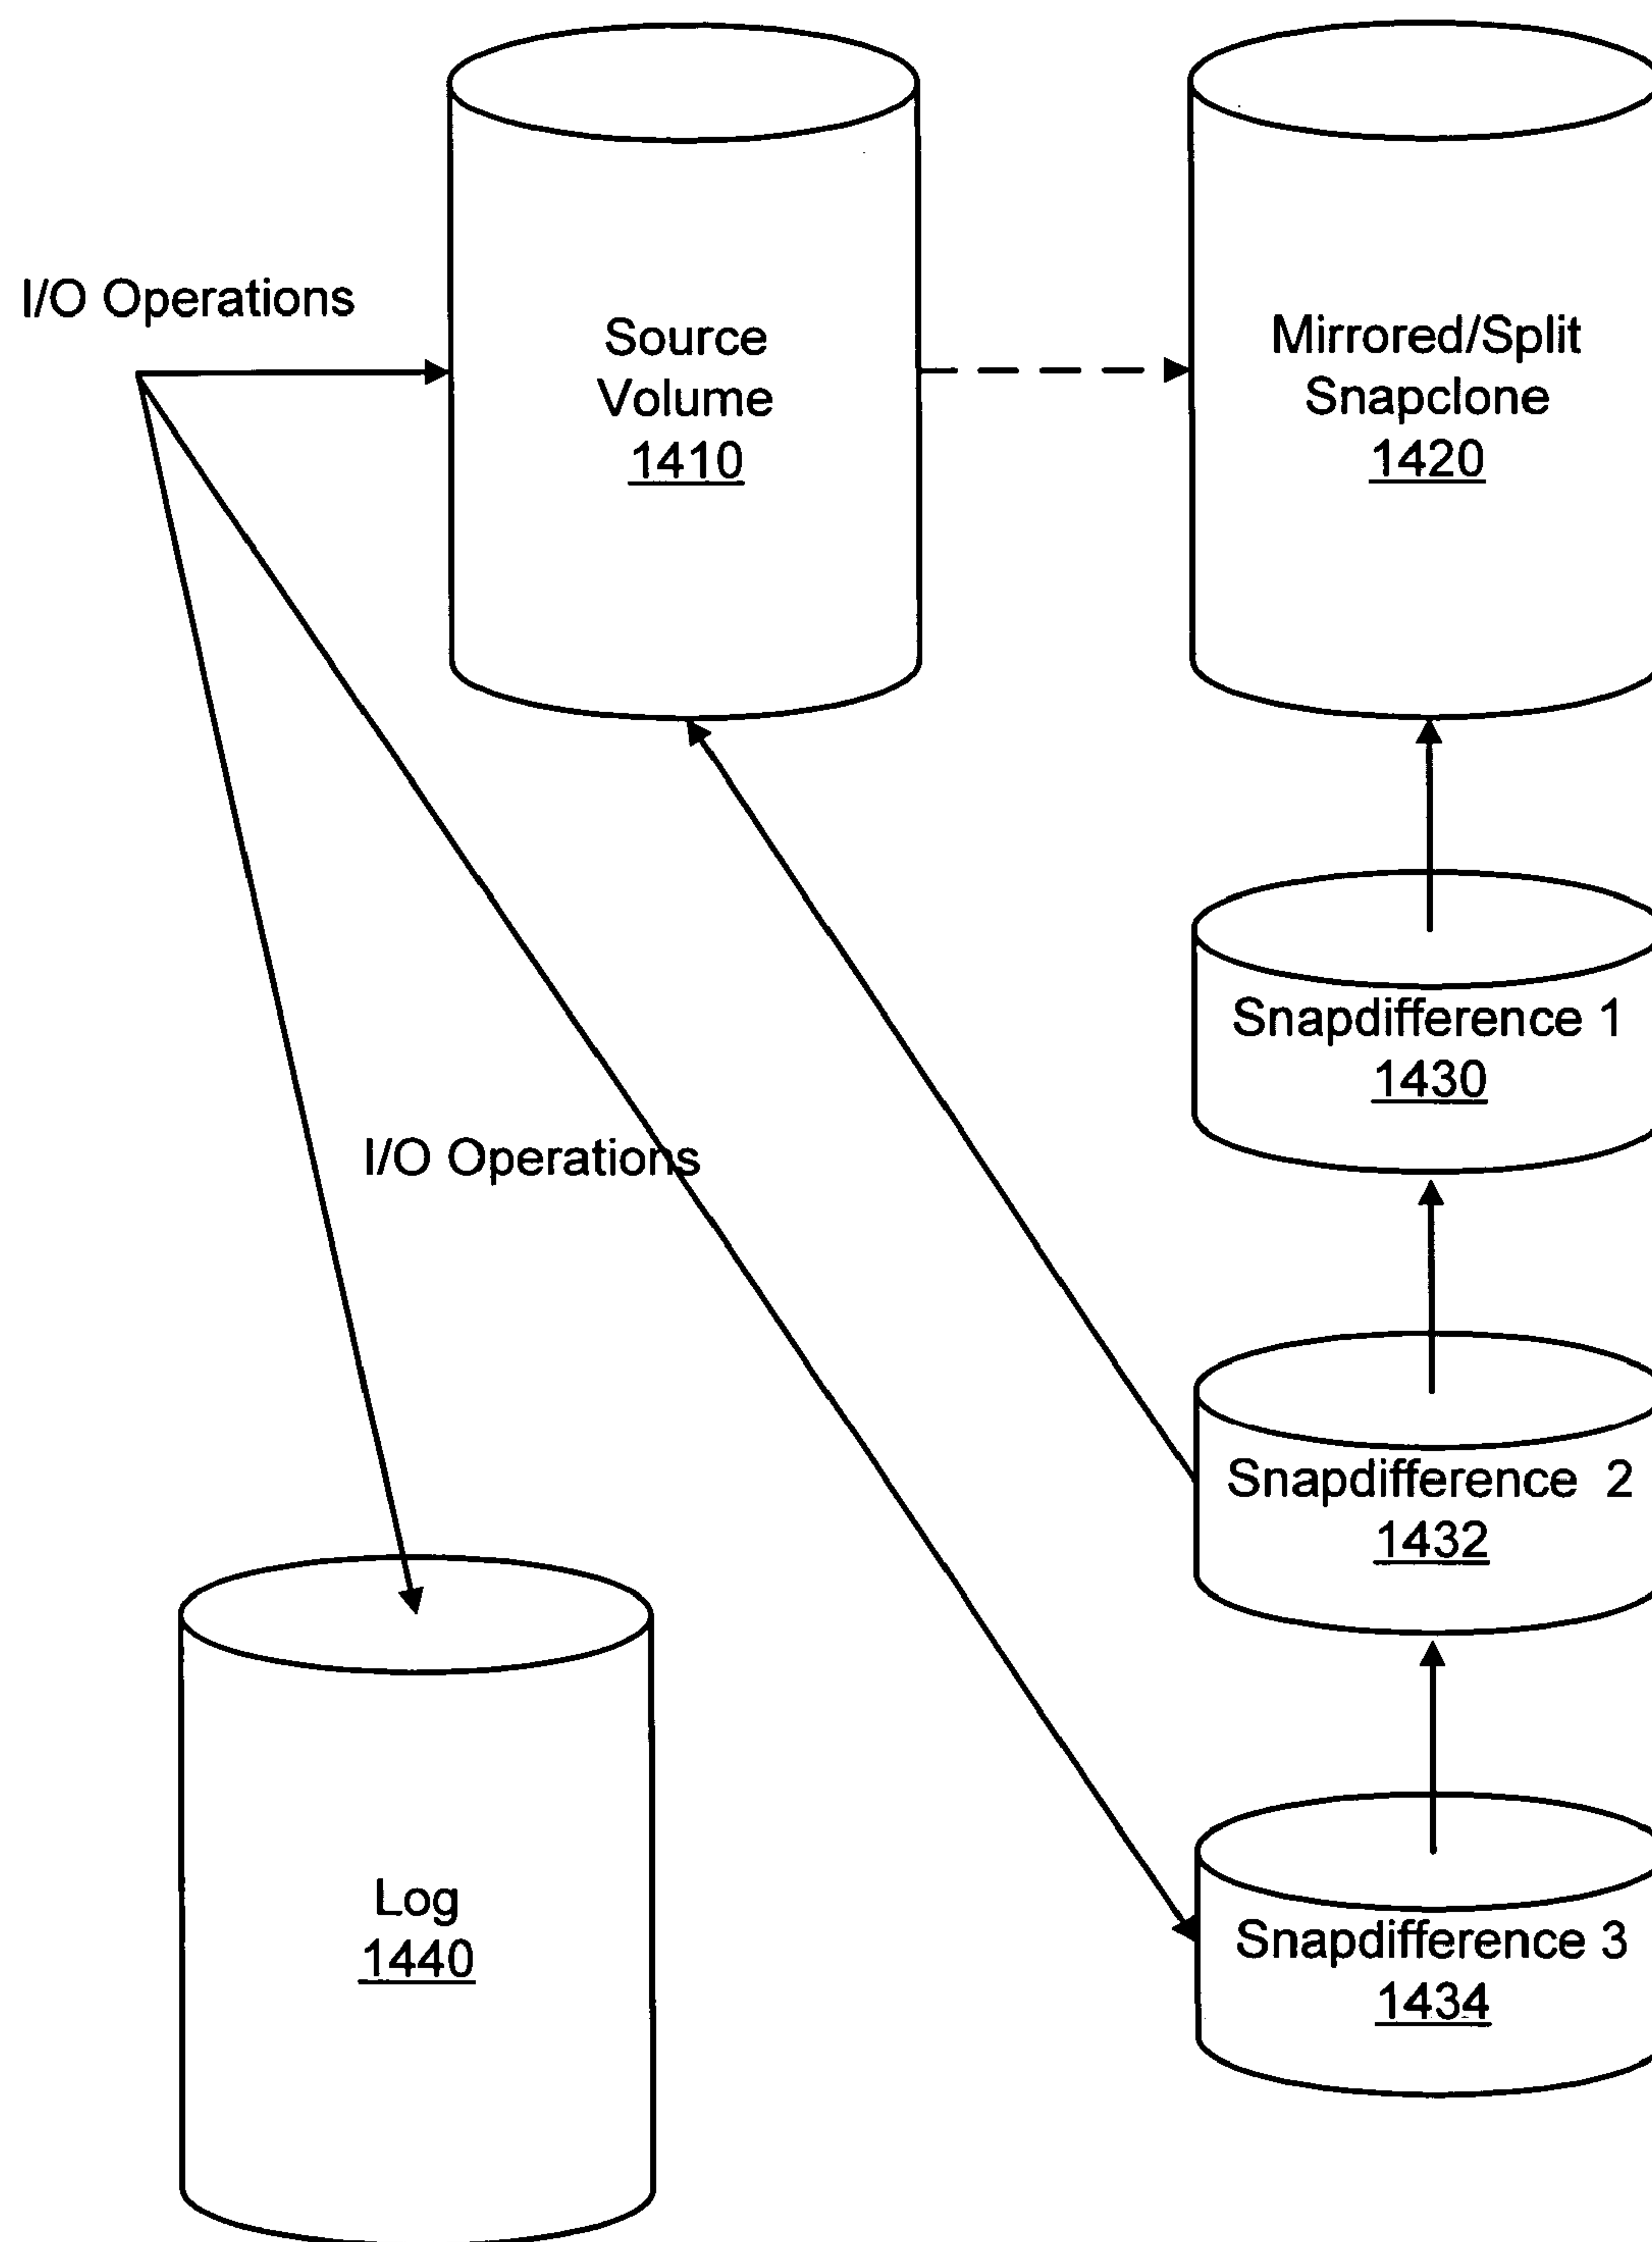 I/O Operations
Source
Volume
1410
Mirrored/Split
Snapclone
1420
Snapdifference 1
1430
I/O Operations
Snapdifference 2
1432
Log
1440
Snapdifference 3
1434